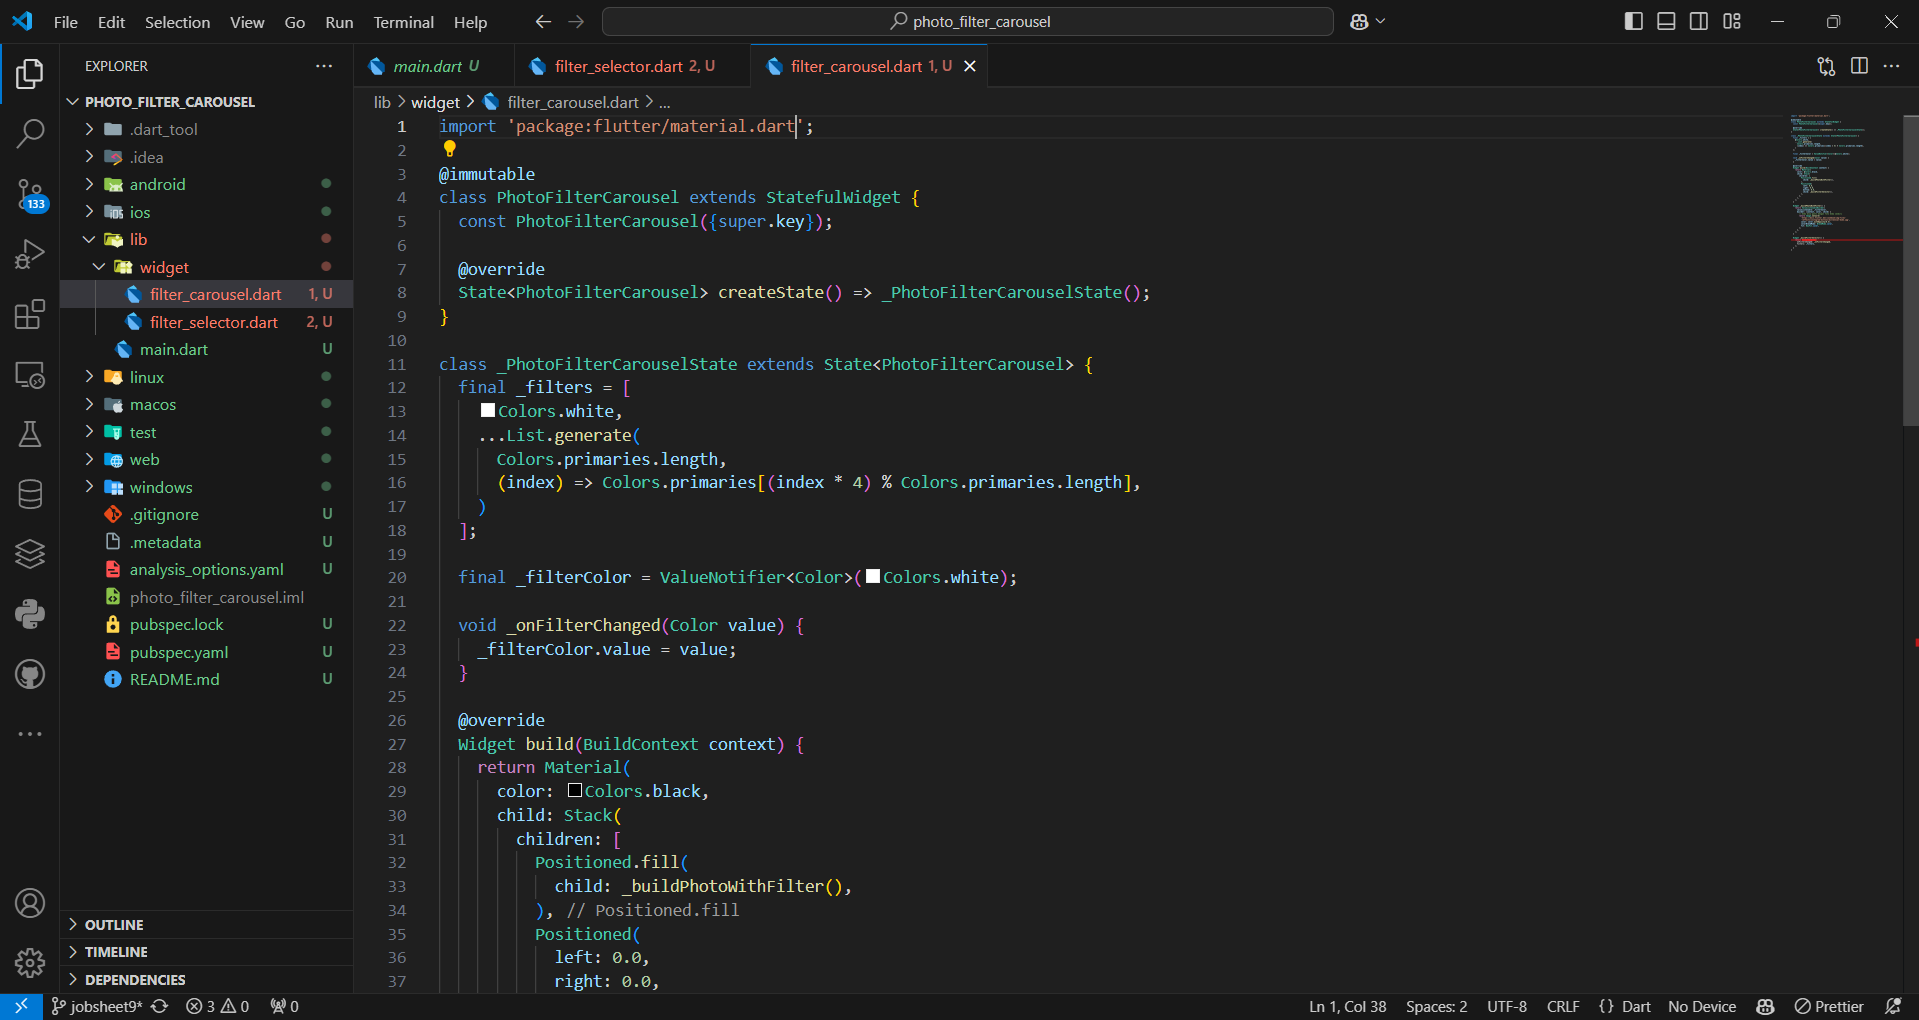 File Edit Selection View Go Run Terminal Help
photo_filter_carousel
EXPLORER
PHOTO_FILTER_CAROUSEL
.dart_tool
.idea
android
ios
lib
widget
filter_carousel.dart 1, U
filter_selector.dart 2, U
main.dart U
linux
macos
test
web
windows
.gitignore U
.metadata U
analysis_options.yaml U
photo_filter_carousel.iml
pubspec.lock U
pubspec.yaml U
README.md U
OUTLINE
TIMELINE
DEPENDENCIES
133
main.dart U
filter_selector.dart 2, U
filter_carousel.dart 1, U
lib > widget > filter_carousel.dart > ...
1 import 'package:flutter/material.dart';
2
3 @immutable
4 class PhotoFilterCarousel extends StatefulWidget {
5 const PhotoFilterCarousel({super.key});
6
7 @override
8 State<PhotoFilterCarousel> createState() => _PhotoFilterCarouselState();
9 }
10
11 class _PhotoFilterCarouselState extends State<PhotoFilterCarousel> {
12 final _filters = [
13 Colors.white,
14 ...List.generate(
15 Colors.primaries.length,
16 (index) => Colors.primaries[(index * 4) % Colors.primaries.length],
17 )
18 ];
19
20 final _filterColor = ValueNotifier<Color>(Colors.white);
21
22 void _onFilterChanged(Color value) {
23 _filterColor.value = value;
24 }
25
26 @override
27 Widget build(BuildContext context) {
28 return Material(
29 color: Colors.black,
30 child: Stack(
31 children: [
32 Positioned.fill(
33 child: _buildPhotoWithFilter(),
34 ), // Positioned.fill
35 Positioned(
36 left: 0.0,
37 right: 0.0,
jobsheet9* 3 0 0
Ln 1, Col 38 Spaces: 2 UTF-8 CRLF {} Dart No Device Prettier